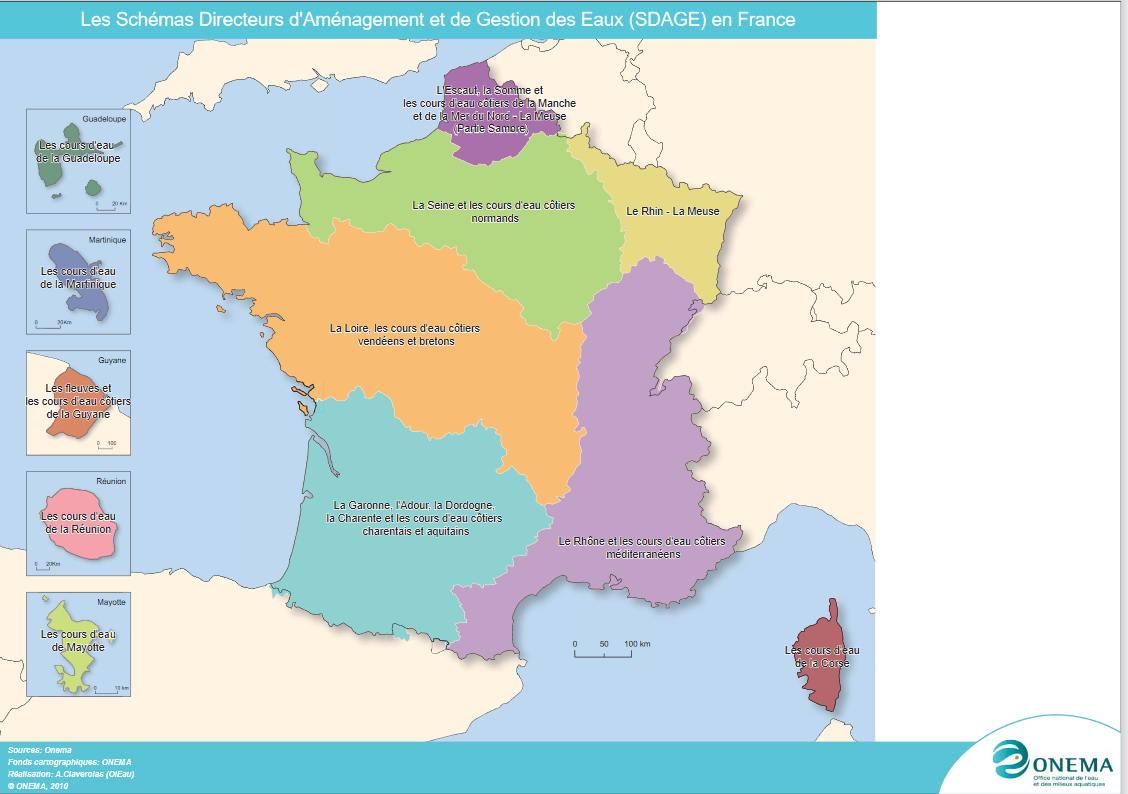 Les Schémas Directeurs d'Aménagement et de Gestion des Eaux (SDAGE) en France
L'Escaut, la Somme et
les cours d'eau côtiers de la Manche
et de la Mer du Nord - La Meuse
(Partie Sambre)
Guadeloupe
Les cours d'eau
de la Guadeloupe
0 20 Km
La Seine et les cours d'eau côtiers
normands
Le Rhin - La Meuse
Martinique
Les cours d'eau
de la Martinique
0 20Km
La Loire, les cours d'eau côtiers
vendéens et bretons
Guyane
Les fleuves et
les cours d'eau côtiers
de la Guyane
0 100
Réunion
Les cours d'eau
de la Réunion
0 20Km
La Garonne, l'Adour, la Dordogne,
la Charente et les cours d'eau côtiers
charentais et aquitains
Le Rhône et les cours d'eau côtiers
méditerranéens
Mayotte
Les cours d'eau
de Mayotte
0 10 km
0 50 100 km
Les cours d'eau
de la Corse
Sources: Onema
Fonds cartographiques: ONEMA
Réalisation: A.Claverolas (OIEau)
© ONEMA, 2010
ONEMA
Office national de l'eau
et des milieux aquatiques